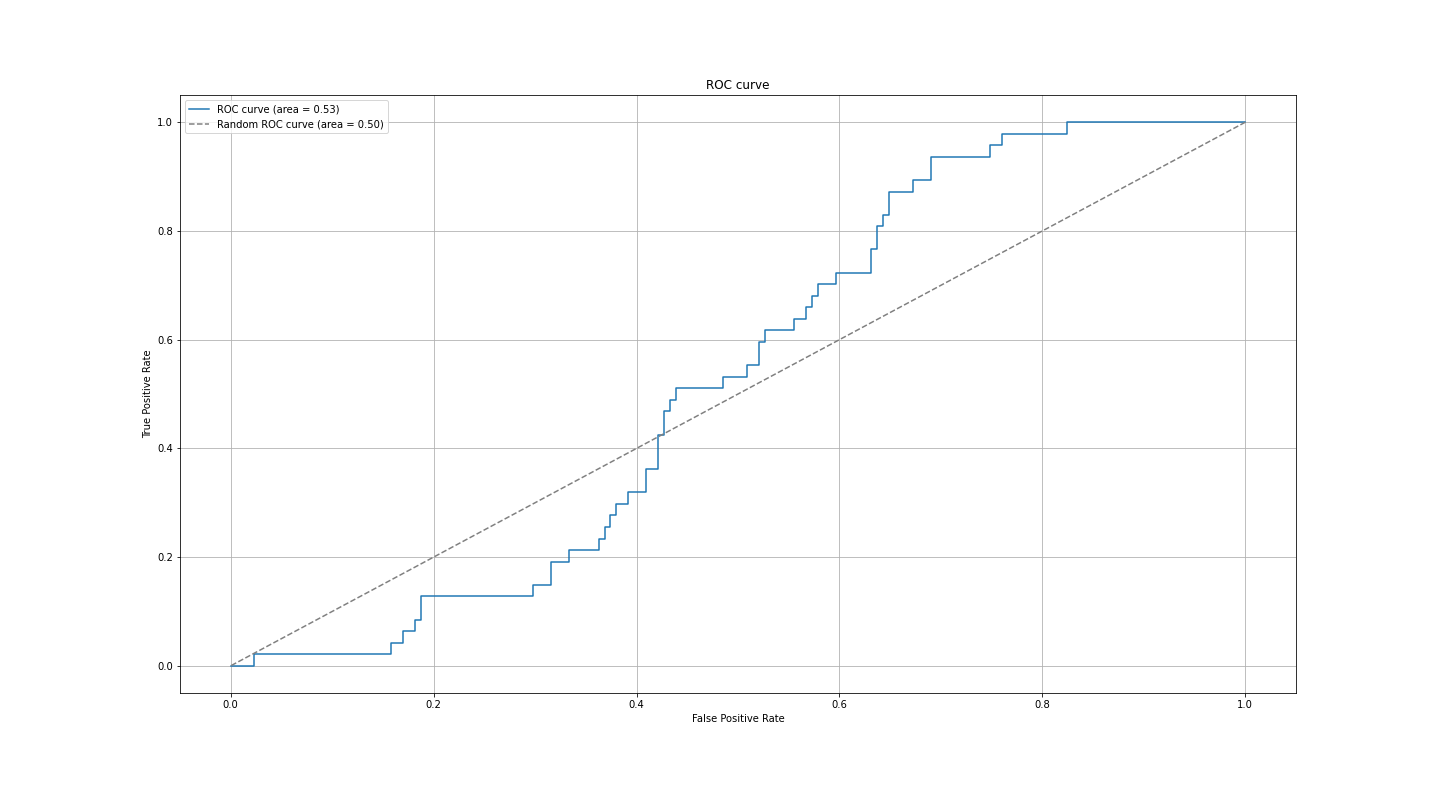 ROC curve
ROC curve (area = 0.53)
Random ROC curve (area = 0.50)
1.0
0.8
0.6
0.4
0.2
0.0
True Positive Rate
0.0 0.2 0.4 0.6 0.8 1.0
False Positive Rate